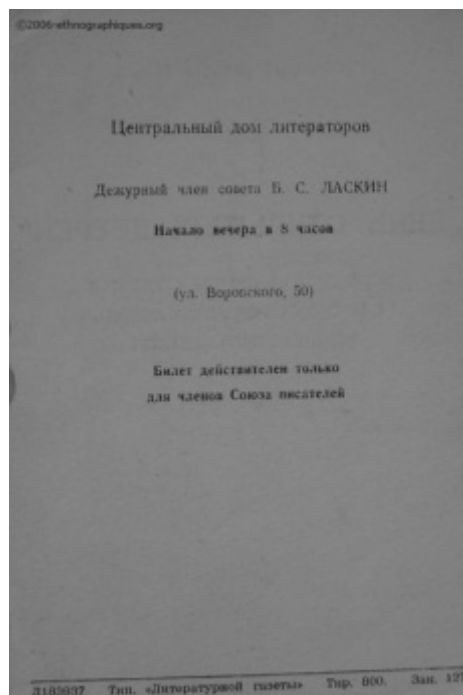 ©2006-ethnographiques.org
Центральный дом литераторов
Дежурный член совета Б. С. ЛАСКИН
Начало вечера в 8 часов
(ул. Воровского, 50)
Билет действителен только
для членов Союза писателей
Тип. «Литературной газеты» Тир. 800. Зак.